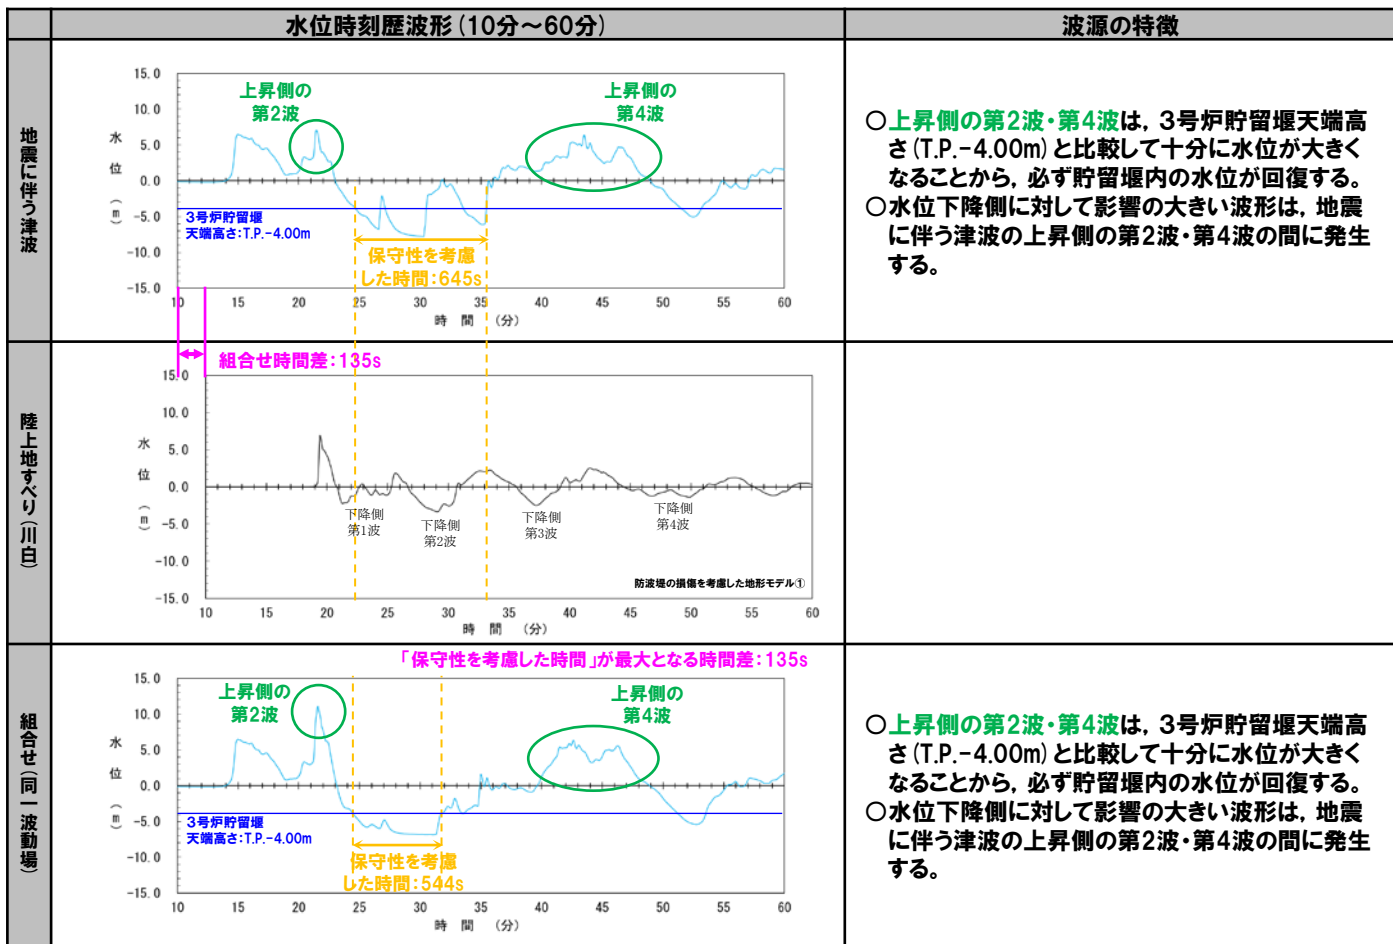 水位時刻歴波形(10分～60分)
波源の特徴
地震に伴う津波
15.0
10.0
5.0
0.0
-5.0
-10.0
-15.0
水位(m)
上昇側の
第2波
上昇側の
第4波
3号炉貯留堰
天端高さ:T.P.-4.00m
保守性を考慮
した時間:645s
10 15 20 25 30 35 40 45 50 55 60
時 間 (分)
○上昇側の第2波・第4波は,3号炉貯留堰天端高
さ(T.P.-4.00m)と比較して十分に水位が大きく
なることから,必ず貯留堰内の水位が回復する。
○水位下降側に対して影響の大きい波形は,地震
に伴う津波の上昇側の第2波・第4波の間に発生
する。
陸上地すべり(川白)
組合せ時間差:135s
15.0
10.0
5.0
0.0
-5.0
-10.0
-15.0
水位(m)
下降側
第1波
下降側
第2波
下降側
第3波
下降側
第4波
防波堤の損傷を考慮した地形モデル①
10 15 20 25 30 35 40 45 50 55 60
時 間 (分)
組合せ(同一波動場)
「保守性を考慮した時間」が最大となる時間差:135s
15.0
10.0
5.0
0.0
-5.0
-10.0
-15.0
水位(m)
上昇側の
第2波
上昇側の
第4波
3号炉貯留堰
天端高さ:T.P.-4.00m
保守性を考慮
した時間:544s
10 15 20 25 30 35 40 45 50 55 60
時 間 (分)
○上昇側の第2波・第4波は,3号炉貯留堰天端高
さ(T.P.-4.00m)と比較して十分に水位が大きく
なることから,必ず貯留堰内の水位が回復する。
○水位下降側に対して影響の大きい波形は,地震
に伴う津波の上昇側の第2波・第4波の間に発生
する。